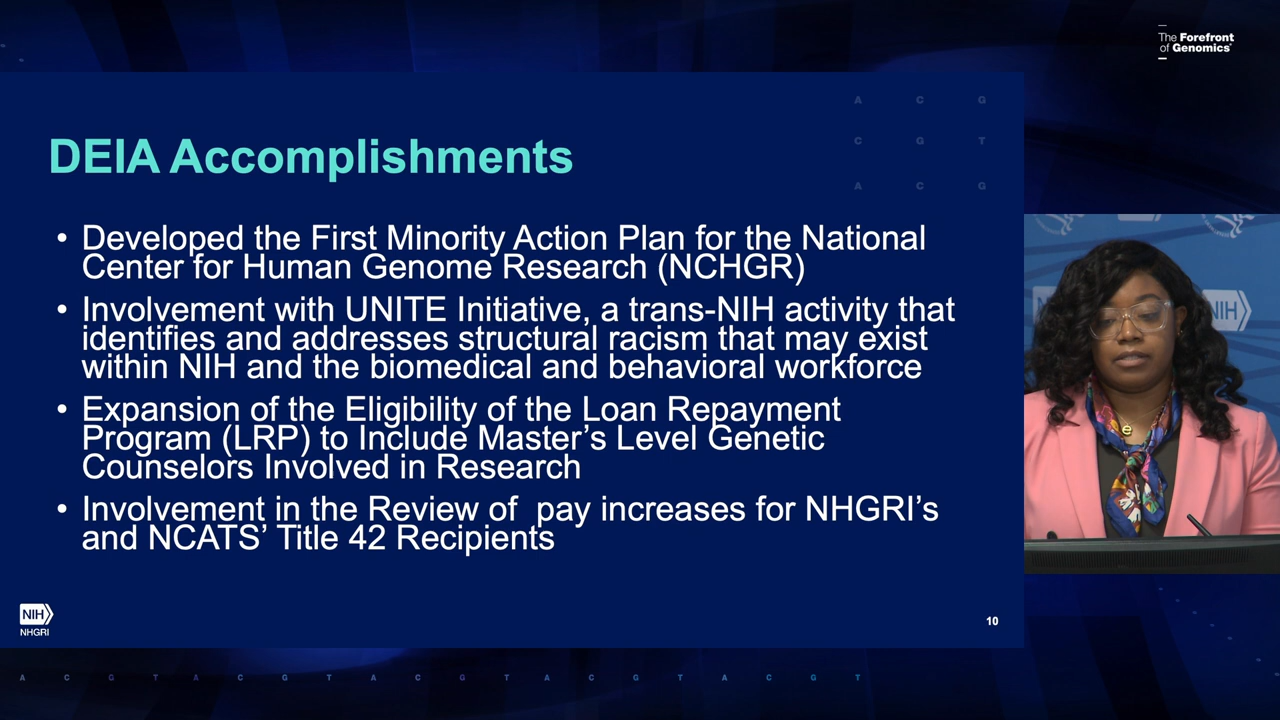 The Forefront
of Genomics®
A C G
C G T
A C G
DEIA Accomplishments
• Developed the First Minority Action Plan for the National
Center for Human Genome Research (NCHGR)
• Involvement with UNITE Initiative, a trans-NIH activity that
identifies and addresses structural racism that may exist
within NIH and the biomedical and behavioral workforce
• Expansion of the Eligibility of the Loan Repayment
Program (LRP) to Include Master’s Level Genetic
Counselors Involved in Research
• Involvement in the Review of  pay increases for NHGRI’s
and NCATS’ Title 42 Recipients
NIH
NHGRI
10
NIH
e
A C G T A C G T A C G T A C G T A C G T